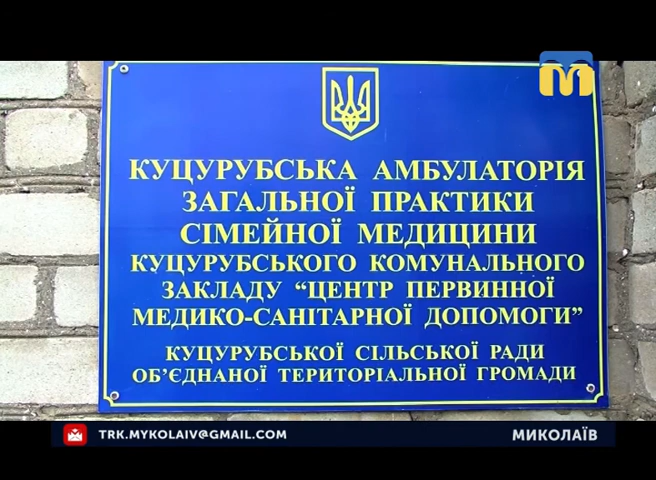 КУЦУРУБСЬКА АМБУЛАТОРІЯ
ЗАГАЛЬНОЇ ПРАКТИКИ
СІМЕЙНОЇ МЕДИЦИНИ
КУЦУРУБСЬКОГО КОМУНАЛЬНОГО
ЗАКЛАДУ “ЦЕНТР ПЕРВИННОЇ
МЕДИКО-САНІТАРНОЇ ДОПОМОГИ”
КУЦУРУБСЬКОЇ СІЛЬСЬКОЇ РАДИ
ОБ’ЄДНАНОЇ ТЕРИТОРІАЛЬНОЇ ГРОМАДИ
TRK.MYKOLAIV@GMAIL.COM
МИКОЛАЇВ